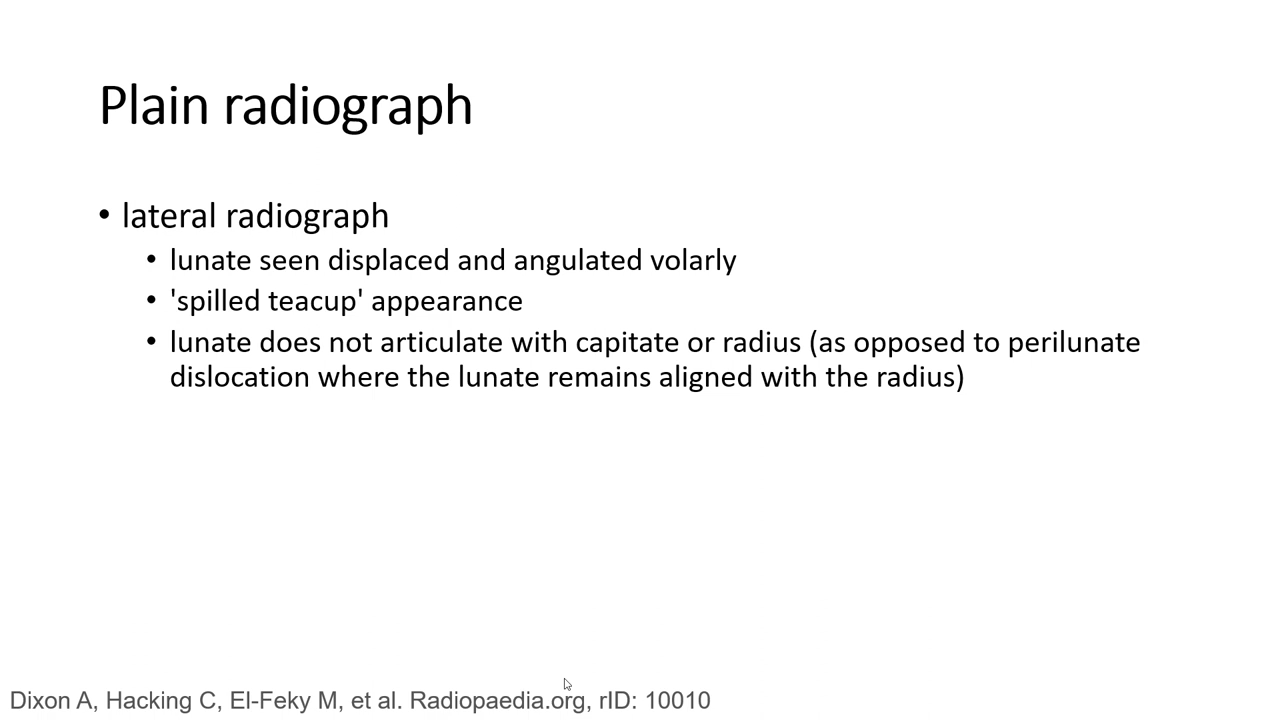 Plain radiograph
• lateral radiograph
• lunate seen displaced and angulated volarly
• 'spilled teacup' appearance
• lunate does not articulate with capitate or radius (as opposed to perilunate
dislocation where the lunate remains aligned with the radius)
Dixon A, Hacking C, El-Feky M, et al. Radiopaedia.org, rID: 10010